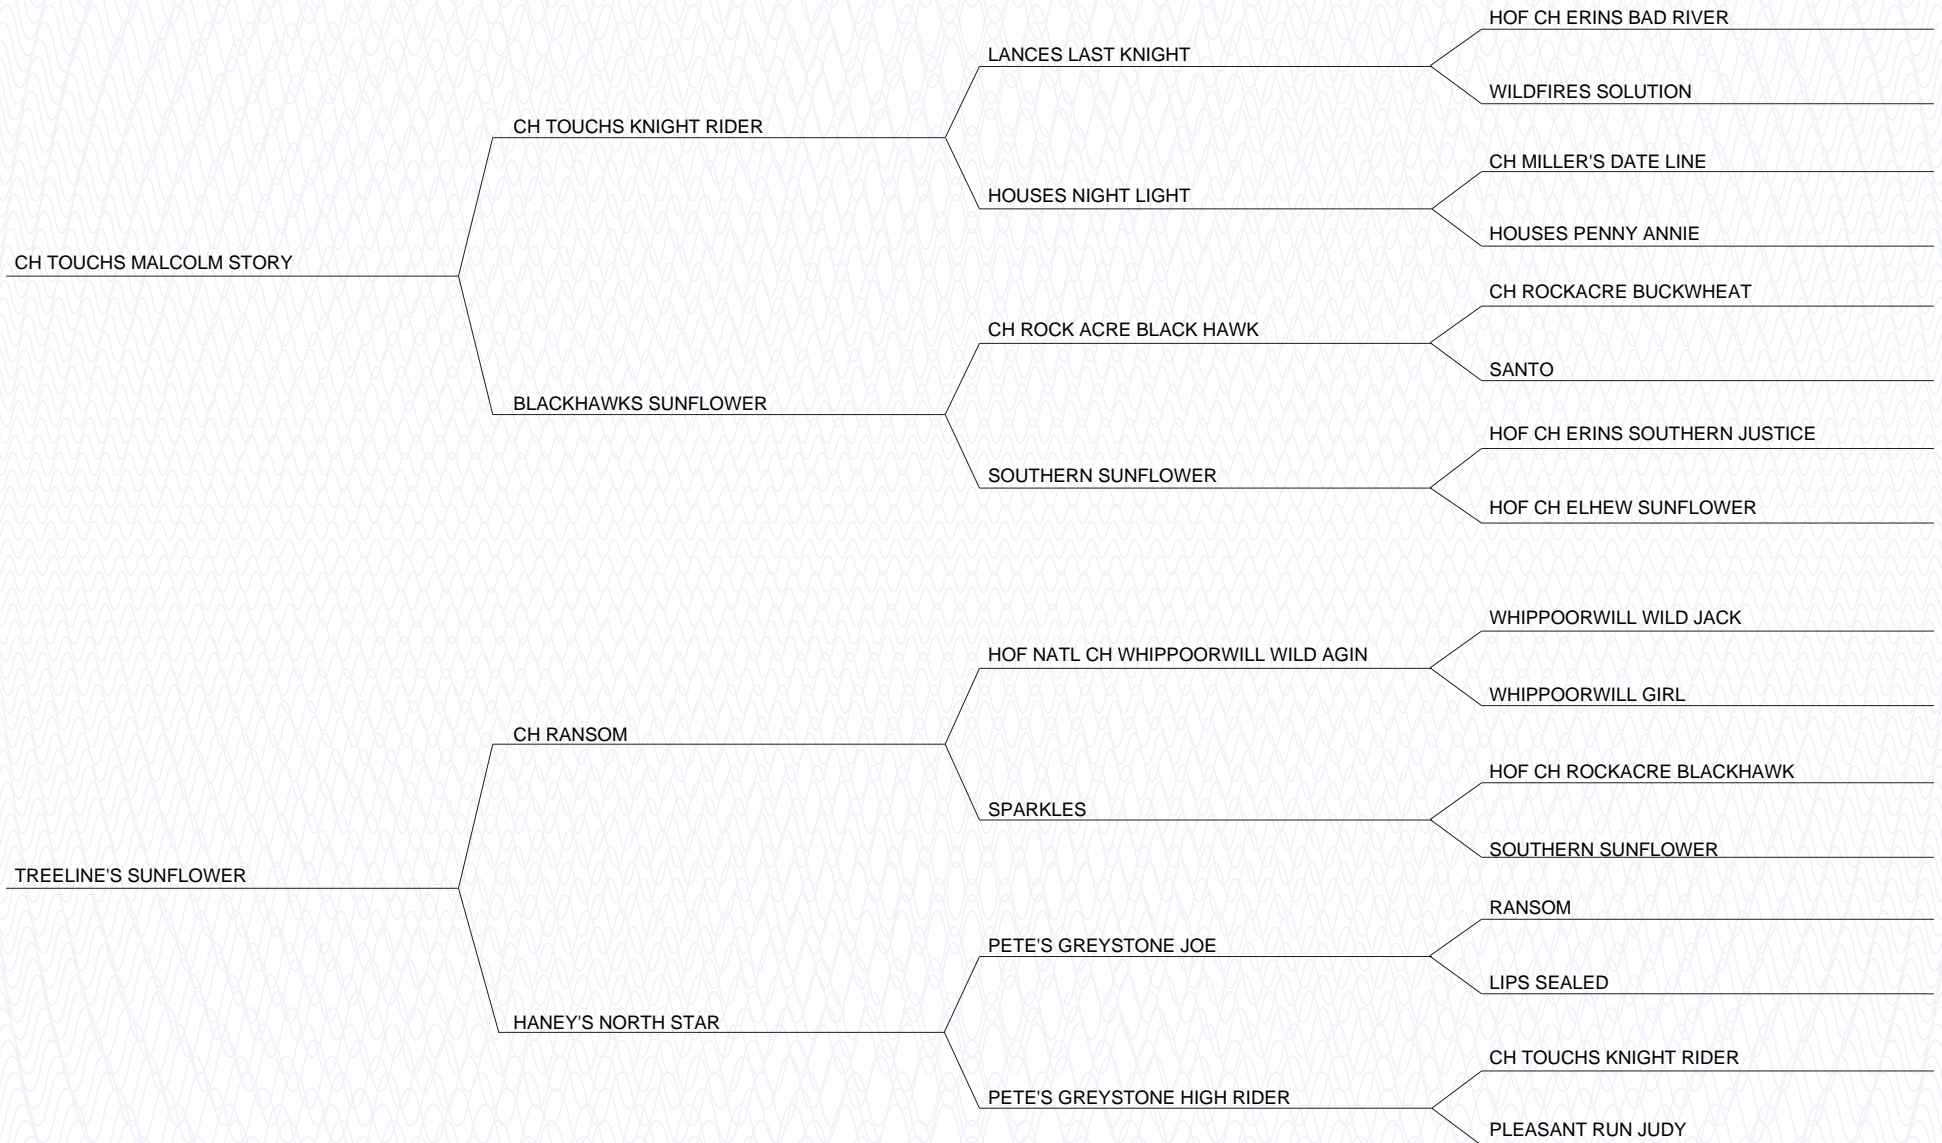 HOF CH ERINS BAD RIVER
LANCES LAST KNIGHT
WILDFIRES SOLUTION
CH TOUCHS KNIGHT RIDER
CH MILLER'S DATE LINE
HOUSES NIGHT LIGHT
HOUSES PENNY ANNIE
CH TOUCHS MALCOLM STORY
CH ROCKACRE BUCKWHEAT
CH ROCK ACRE BLACK HAWK
SANTO
BLACKHAWKS SUNFLOWER
HOF CH ERINS SOUTHERN JUSTICE
SOUTHERN SUNFLOWER
HOF CH ELHEW SUNFLOWER
WHIPPOORWILL WILD JACK
HOF NATL CH WHIPPOORWILL WILD AGIN
WHIPPOORWILL GIRL
CH RANSOM
HOF CH ROCKACRE BLACKHAWK
SPARKLES
SOUTHERN SUNFLOWER
TREELINE'S SUNFLOWER
RANSOM
PETE'S GREYSTONE JOE
LIPS SEALED
HANEY'S NORTH STAR
CH TOUCHS KNIGHT RIDER
PETE'S GREYSTONE HIGH RIDER
PLEASANT RUN JUDY